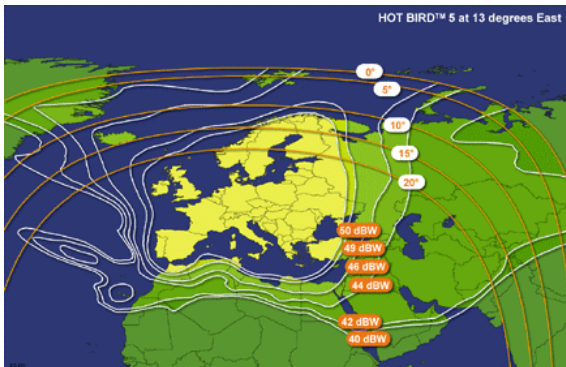 HOT BIRD™ 5 at 13 degrees East
0°
5°
10°
15°
20°
50 dBW
49 dBW
46 dBW
44 dBW
42 dBW
40 dBW